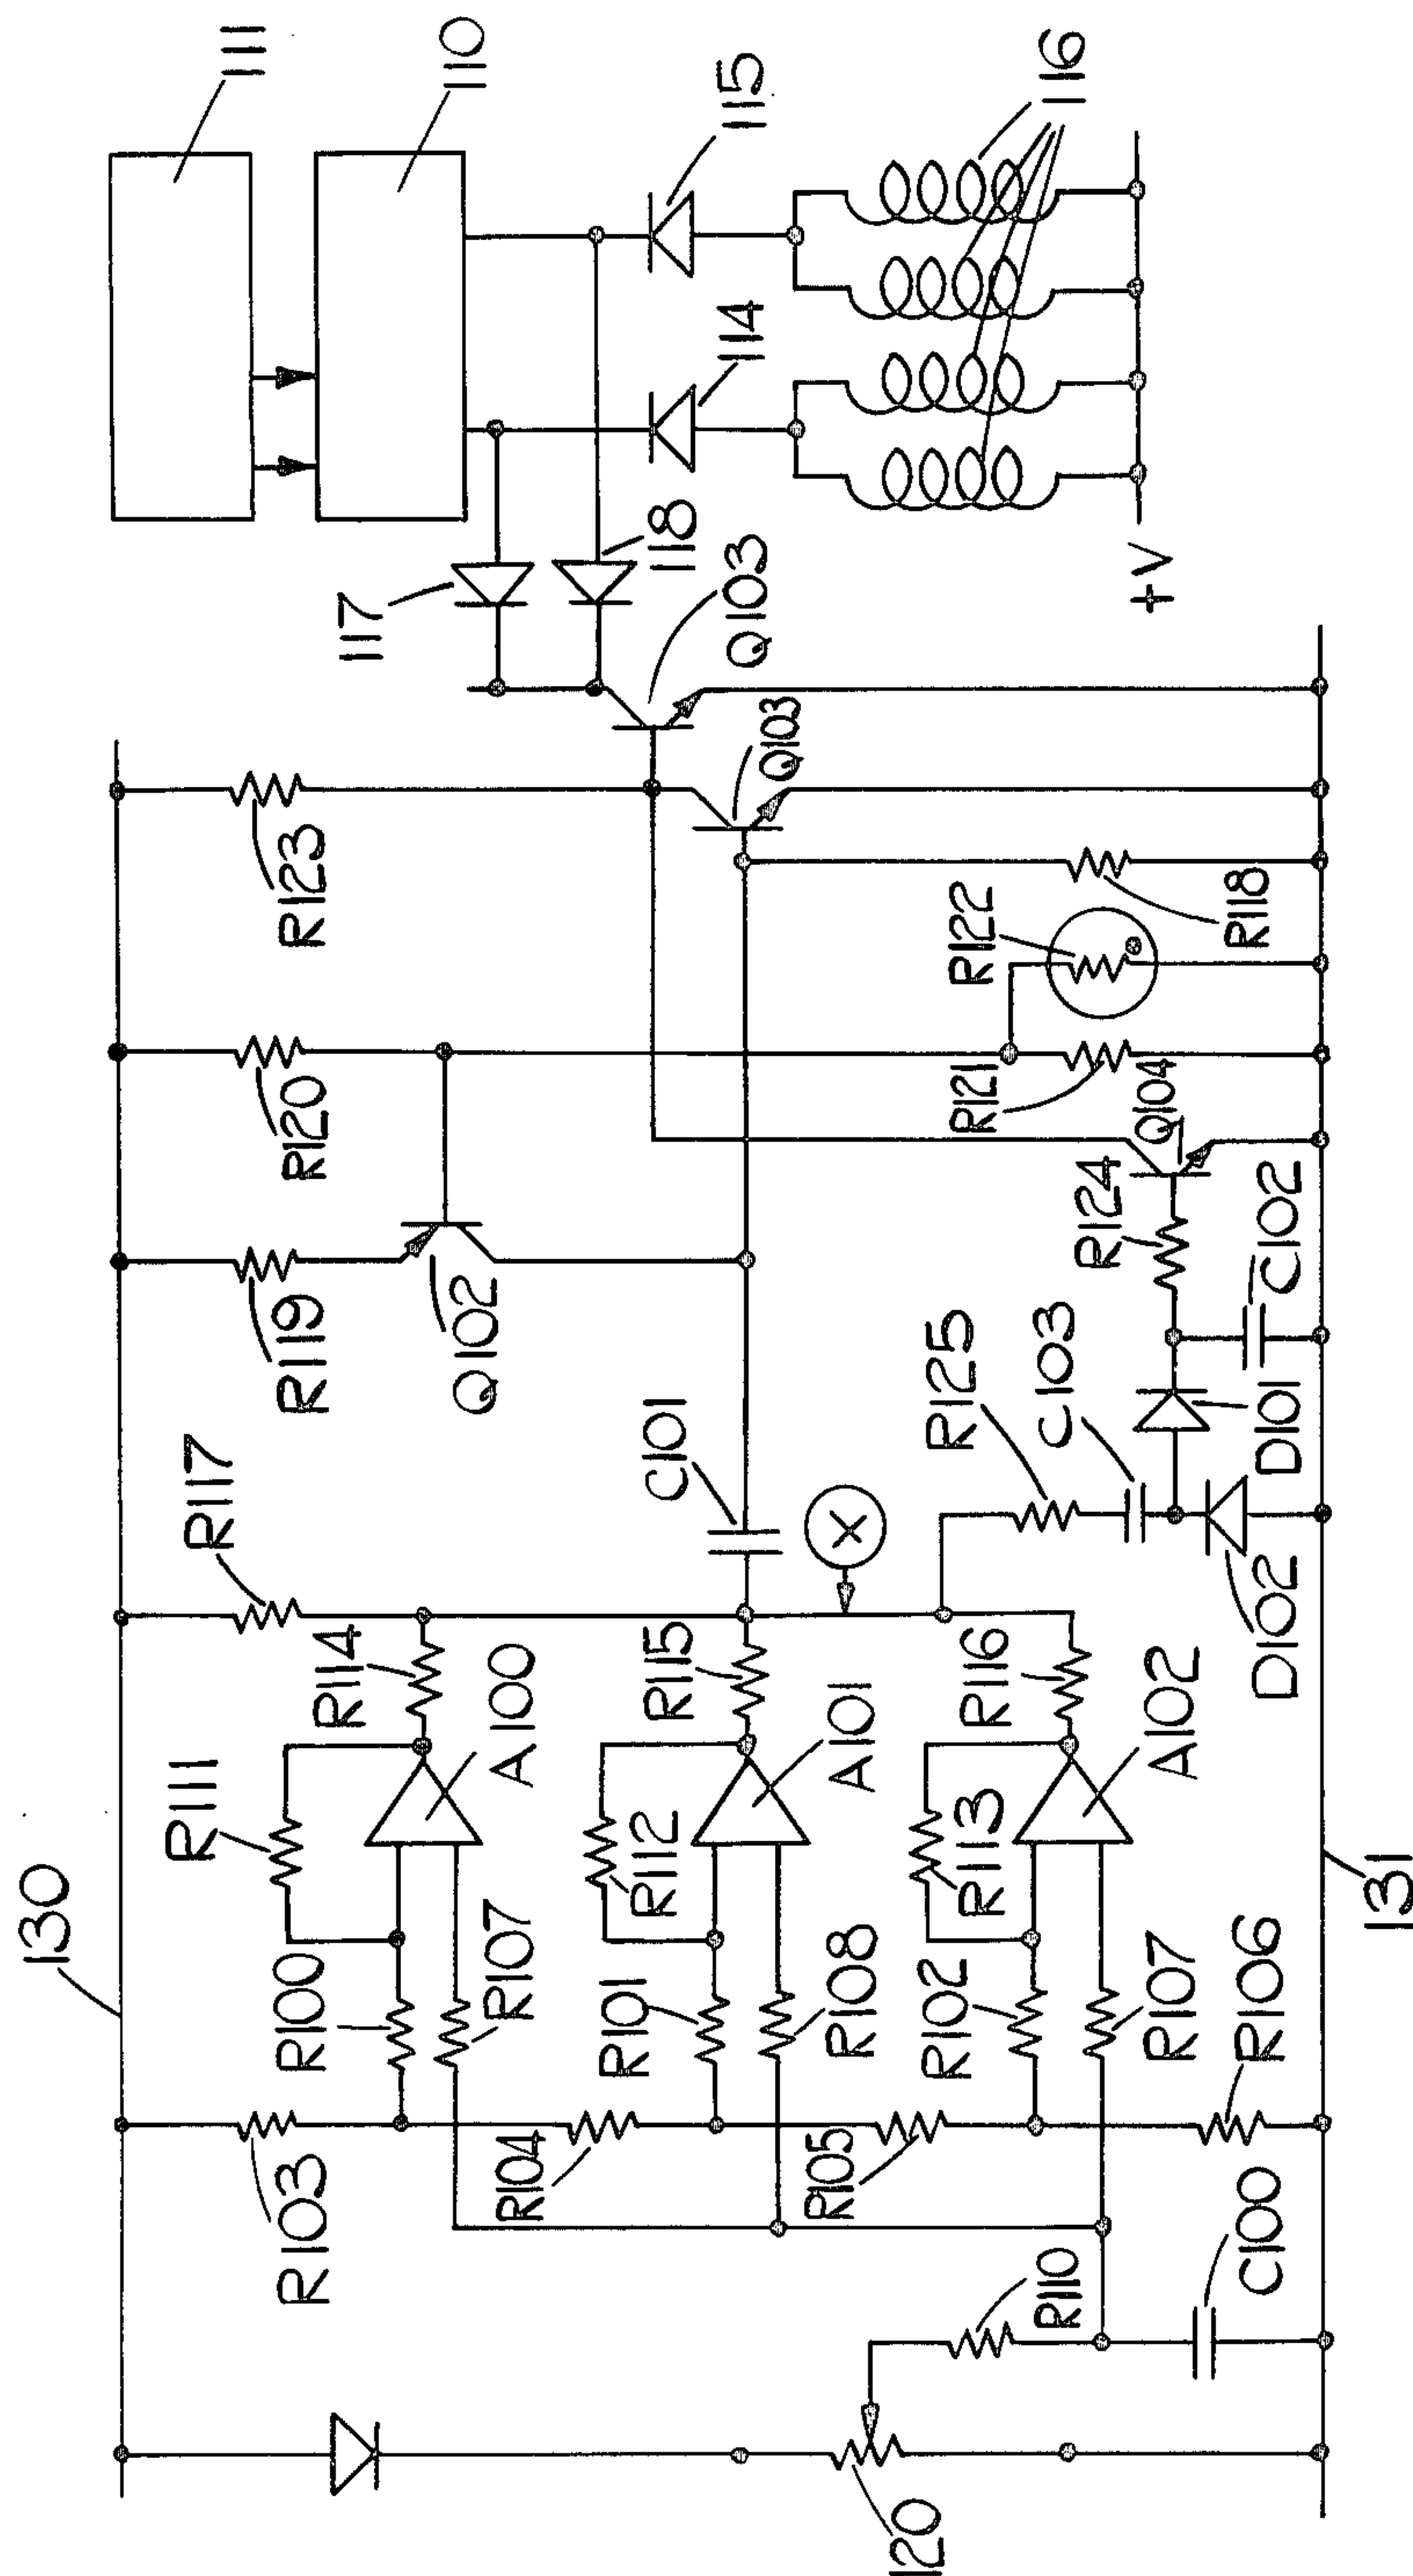 111
110
115
116
114
117
118
Q103
+V
R123
Q103
R118
R122
R121
Q104
R120
R119
Q102
R124
C102
R125
C103
D101
D102
C101
X
R117
R114
A100
R115
A101
R116
A102
R111
R112
R113
130
131
R100
R107
R101
R108
R102
R107
R106
R103
R104
R105
R110
C100
120